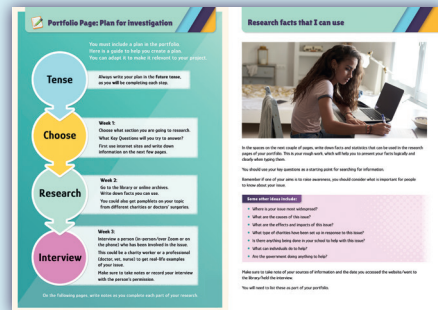 Portfolio Page: Plan for investigation
You must include a plan in the portfolio.
Here is a guide to help you create a plan.
You can adapt it to make it relevant to your project.
Tense
Always write your plan in the future tense,
as you will be completing each step.
Choose
Week 1:
Choose what section you are going to research.
What Key Questions will you try to answer?
First use internet sites and write down
information on the next few pages.
Research
Week 2:
Go to the library or online archives.
Write down facts you can use.
You could also get pamphlets on your topic
from different charities or doctors' surgeries.
Interview
Week 3:
Interview a person (in-person/over Zoom or on
the phone) who has been involved in the issue.
This could be a charity worker or a professional
(doctor, vet, nurse) to get real-life examples
of your issue.
Make sure to take notes or record your interview
with the person's permission.
On the following pages, write notes as you complete each part of your research.
Research facts that I can use
In the spaces on the next couple of pages, write down facts and statistics that can be used in the research
pages of your portfolio. This is your rough work, which will help you to present your facts logically and
clearly when typing them.
You should use your key questions as a starting point for searching for information.
Remember if one of your aims is to raise awareness, you should consider what is important for people
to know about your issue.
Some other ideas include:
• Where is your issue most widespread?
• What are the causes of this issue?
• What are the effects and impacts of this issue?
• What type of charities have been set up in response to this issue?
• Is there anything being done in your school to help with this issue?
• What can individuals do to help?
• Are the government doing anything to help?
Make sure to take note of your sources of information and the date you accessed the website/went to
the library/held the interview.
You will need to list these as part of your portfolio.